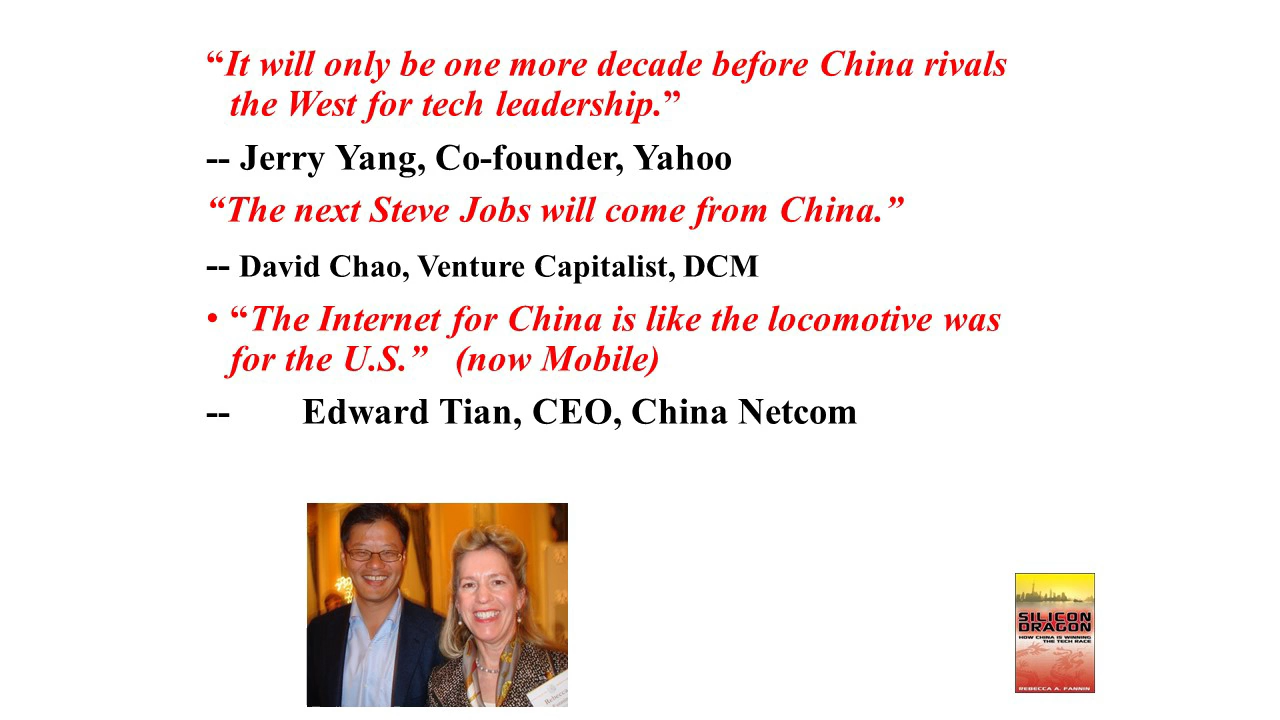 “It will only be one more decade before China rivals
the West for tech leadership.”
-- Jerry Yang, Co-founder, Yahoo
“The next Steve Jobs will come from China.”
-- David Chao, Venture Capitalist, DCM
• “The Internet for China is like the locomotive was
for the U.S.” (now Mobile)
-- Edward Tian, CEO, China Netcom
SILICON
DRAGON
HOW CHINA IS WINNING
THE TECH RACE
REBECCA A. FANNIN